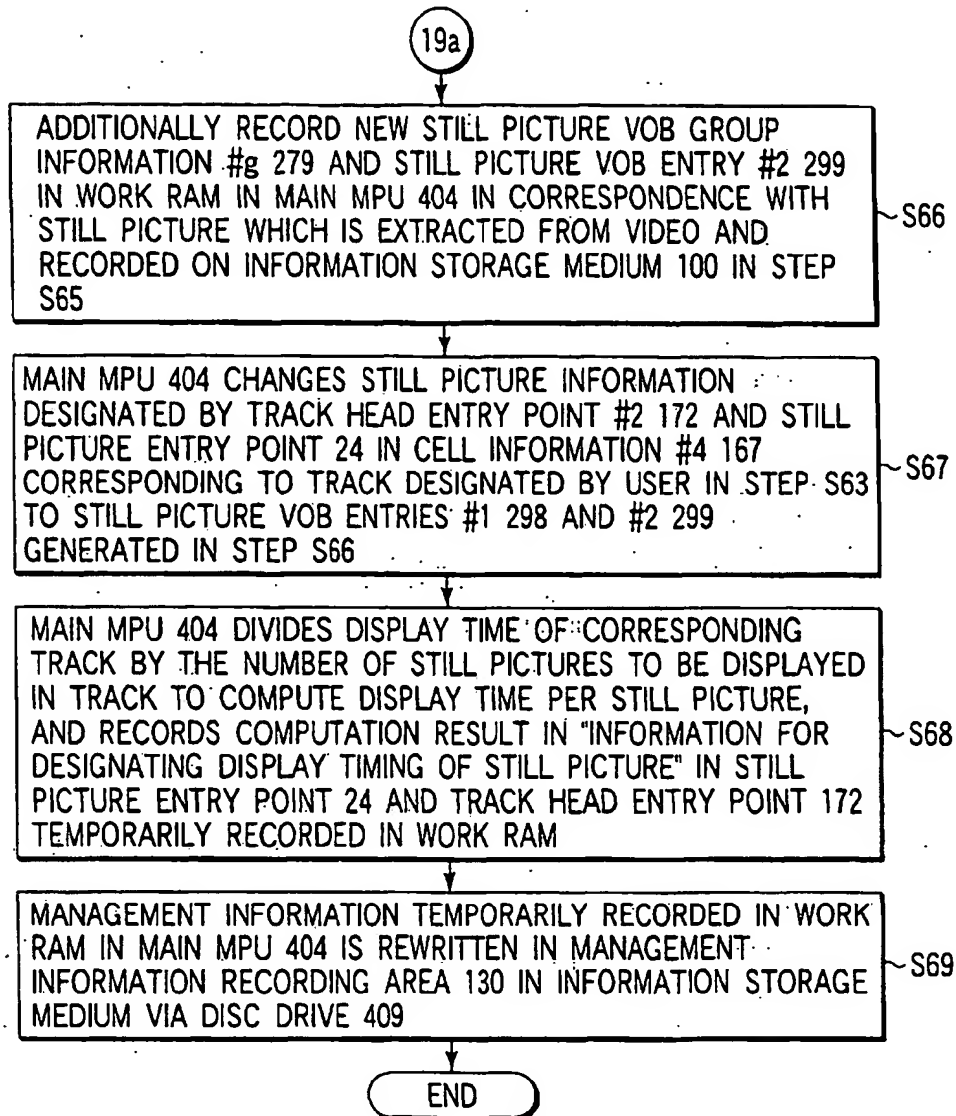 19a
ADDITIONALLY RECORD NEW STILL PICTURE VOB GROUP
INFORMATION #g 279 AND STILL PICTURE VOB ENTRY #2 299
IN WORK RAM IN MAIN MPU 404 IN CORRESPONDENCE WITH
STILL PICTURE WHICH IS EXTRACTED FROM VIDEO AND
RECORDED ON INFORMATION STORAGE MEDIUM 100 IN STEP
S65
S66
MAIN MPU 404 CHANGES STILL PICTURE INFORMATION
DESIGNATED BY TRACK HEAD ENTRY POINT #2 172 AND STILL
PICTURE ENTRY POINT 24 IN CELL INFORMATION #4 167
CORRESPONDING TO TRACK DESIGNATED BY USER IN STEP S63
TO STILL PICTURE VOB ENTRIES #1 298 AND #2 299
GENERATED IN STEP S66
S67
MAIN MPU 404 DIVIDES DISPLAY TIME OF CORRESPONDING
TRACK BY THE NUMBER OF STILL PICTURES TO BE DISPLAYED
IN TRACK TO COMPUTE DISPLAY TIME PER STILL PICTURE,
AND RECORDS COMPUTATION RESULT IN "INFORMATION FOR
DESIGNATING DISPLAY TIMING OF STILL PICTURE" IN STILL
PICTURE ENTRY POINT 24 AND TRACK HEAD ENTRY POINT 172
TEMPORARILY RECORDED IN WORK RAM
S68
MANAGEMENT INFORMATION TEMPORARILY RECORDED IN WORK
RAM IN MAIN MPU 404 IS REWRITTEN IN MANAGEMENT
INFORMATION RECORDING AREA 130 IN INFORMATION STORAGE
MEDIUM VIA DISC DRIVE 409
S69
END